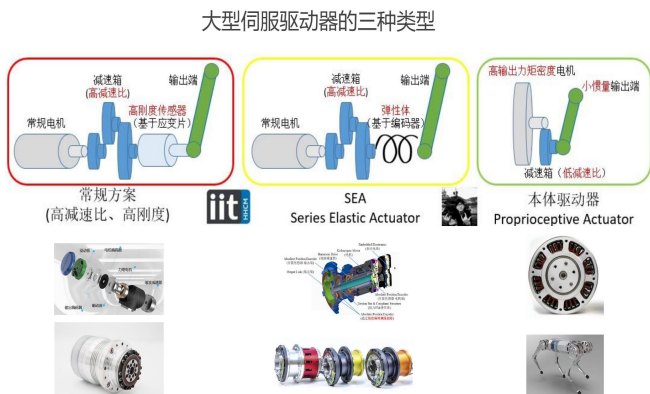 大型伺服驱动器的三种类型
减速箱
(高减速比)
输出端
高刚度传感器
(基于应变片)
常规电机
减速箱
(高减速比)
输出端
弹性体
(基于编码器)
常规电机
高输出力矩密度电机
小惯量输出端
减速箱（低减速比）
常规方案
(高减速比、高刚度)
iit
HHCM
SEA
Series Elastic Actuator
本体驱动器
Proprioceptive Actuator